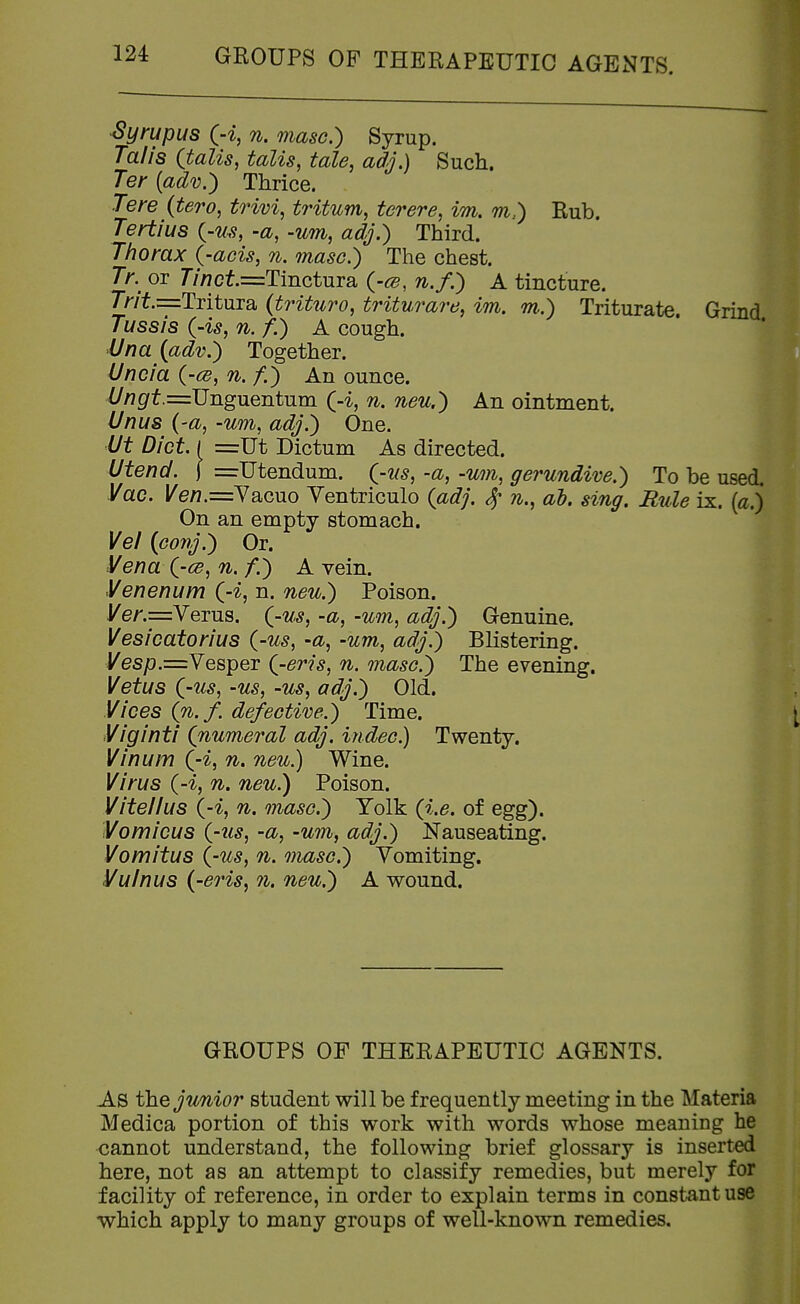 124 GROUPS OF THERAPEUTIC AGENTS.
Syrupus (-i, n. masc.) Syrup.
Talis (talis, talis, tale, adj.) Such.
Ter (adv.) Thrice.
Tere (tero, trivi, tritum, terere, im. m.) Rub.
Tertius (-us, -a, -um, adj.) Third.
Thorax (-acis, n. masc.) The chest.
Tr. or Tinct.=Tinctura (-æ, n.f.) A tincture.
Trit.=Tritura (trituro, triturare, im. m.) Triturate. Grind.
Tussis (-is, n. f.) A cough.
Una (adv.) Together.
Uncia (-æ, n. f.) An ounce.
Ungt.=Unguentum (-i, n. neu.) An ointment.
Unus (-a, -um, adj.) One.
Ut Dict. ( =Ut Dictum As directed.
Utend. ) =Utendum. (-us, -a, -um, gerundive.) To be used.
Vac. Ven.=Vacuo Ventriculo (adj. & n., ab. sing. Rule ix. (a.)
On an empty stomach.
Vel (conj.) Or.
Vena (-æ, n. f.) A vein.
Venenum (-i, n. neu.) Poison.
Ver.=Verus. (-us, -a, -um, adj.) Genuine.
Vesicatorius (-us, -a, -um, adj.) Blistering.
Vesp.=Vesper (-eris, n. masc.) The evening.
Vetus (-us, -us, -us, adj.) Old.
Vices (n. f. defective.) Time.
Viginti (numeral adj. indec.) Twenty.
Vinum (-i, n. neu.) Wine.
Virus (-i, n. neu.) Poison.
Vitellus (-i, n. masc.) Yolk (i.e. of egg).
Vomicus (-us, -a, -um, adj.) Nauseating.
Vomitus (-us, n. masc.) Vomiting.
Vulnus (-eris, n. neu.) A wound.
GROUPS OF THERAPEUTIC AGENTS.
As the junior student will be frequently meeting in the Materia
Medica portion of this work with words whose meaning he
cannot understand, the following brief glossary is inserted
here, not as an attempt to classify remedies, but merely for
facility of reference, in order to explain terms in constant use
which apply to many groups of well-known remedies.